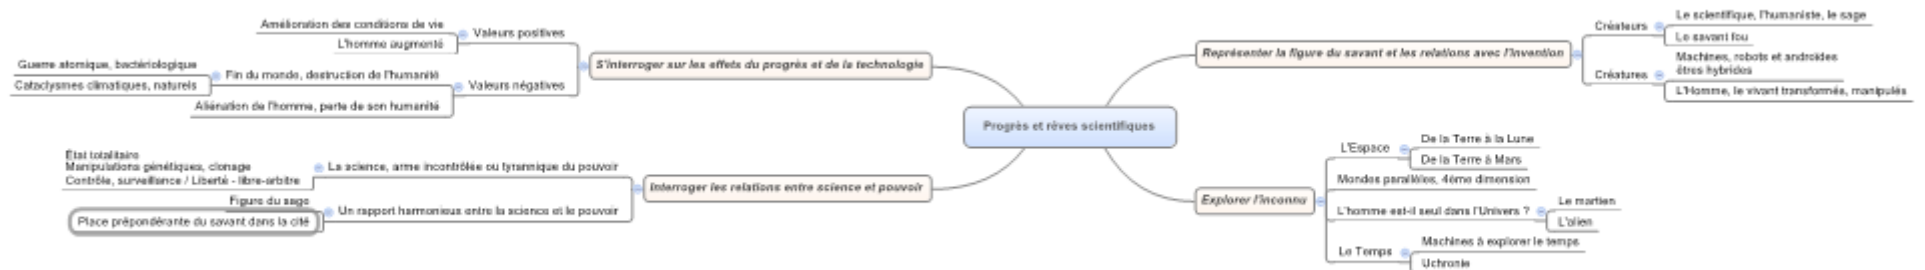 Progrès et rêves scientifiques
S'interroger sur les effets du progrès et de la technologie
Valeurs positives
Amélioration des conditions de vie
L'homme augmenté
Valeurs négatives
Fin du monde, destruction de l'humanité
Guerre atomique, bactériologique
Cataclysmes climatiques, naturels
Aliénation de l'homme, perte de son humanité
Interroger les relations entre science et pouvoir
La science, arme incontrôlée ou tyrannique du pouvoir
État totalitaire
Manipulations génétiques, clonage
Contrôle, surveillance / Liberté - libre-arbitre
Un rapport harmonieux entre la science et le pouvoir
Figure du sage
Place prépondérante du savant dans la cité
Représenter la figure du savant et les relations avec l'invention
Créateurs
Le scientifique, l'humaniste, le sage
Le savant fou
Créatures
Machines, robots et androïdes
êtres hybrides
L'Homme, le vivant transformés, manipulés
Explorer l'inconnu
L'Espace
De la Terre à la Lune
De la Terre à Mars
Mondes parallèles, 4ème dimension
L'homme est-il seul dans l'Univers ?
Le martien
L'alien
Le Temps
Machines à explorer le temps
Uchronie